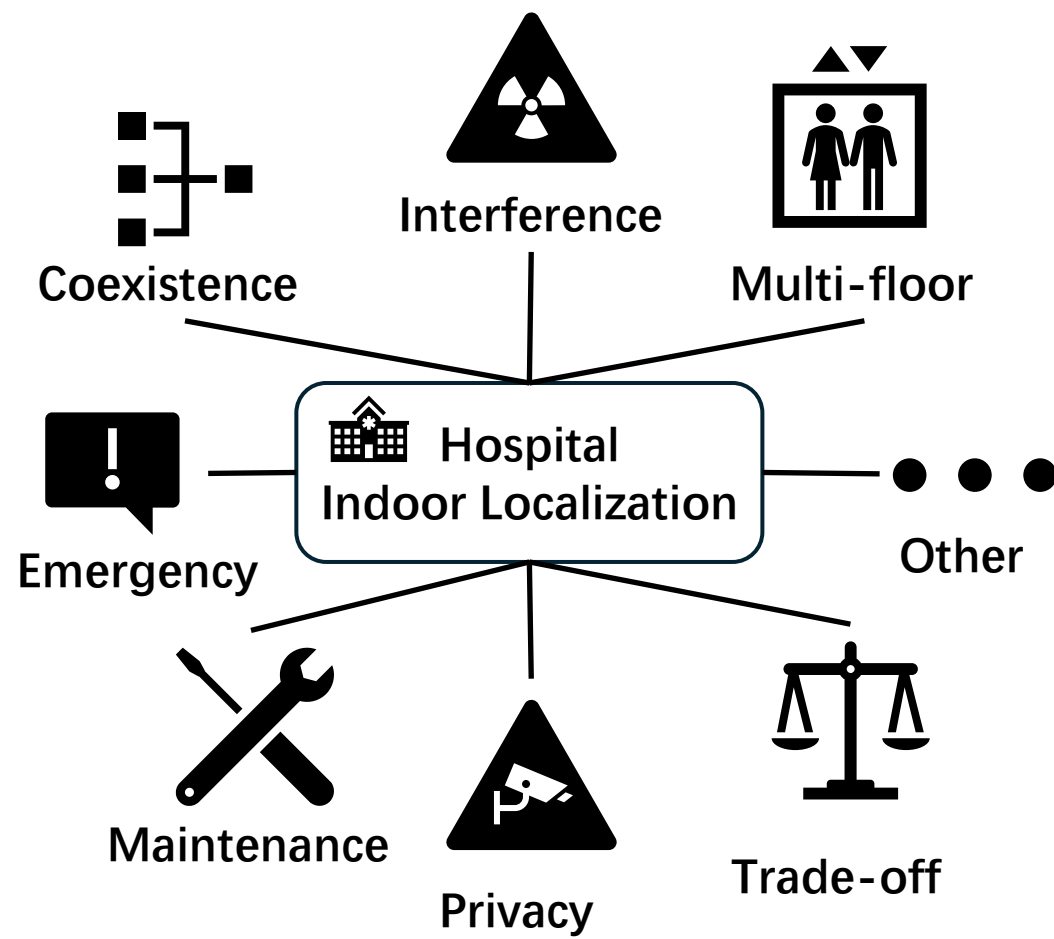 Interference
Coexistence
Multi-floor
Hospital
Indoor Localization
Emergency
Other
Maintenance
Privacy
Trade-off